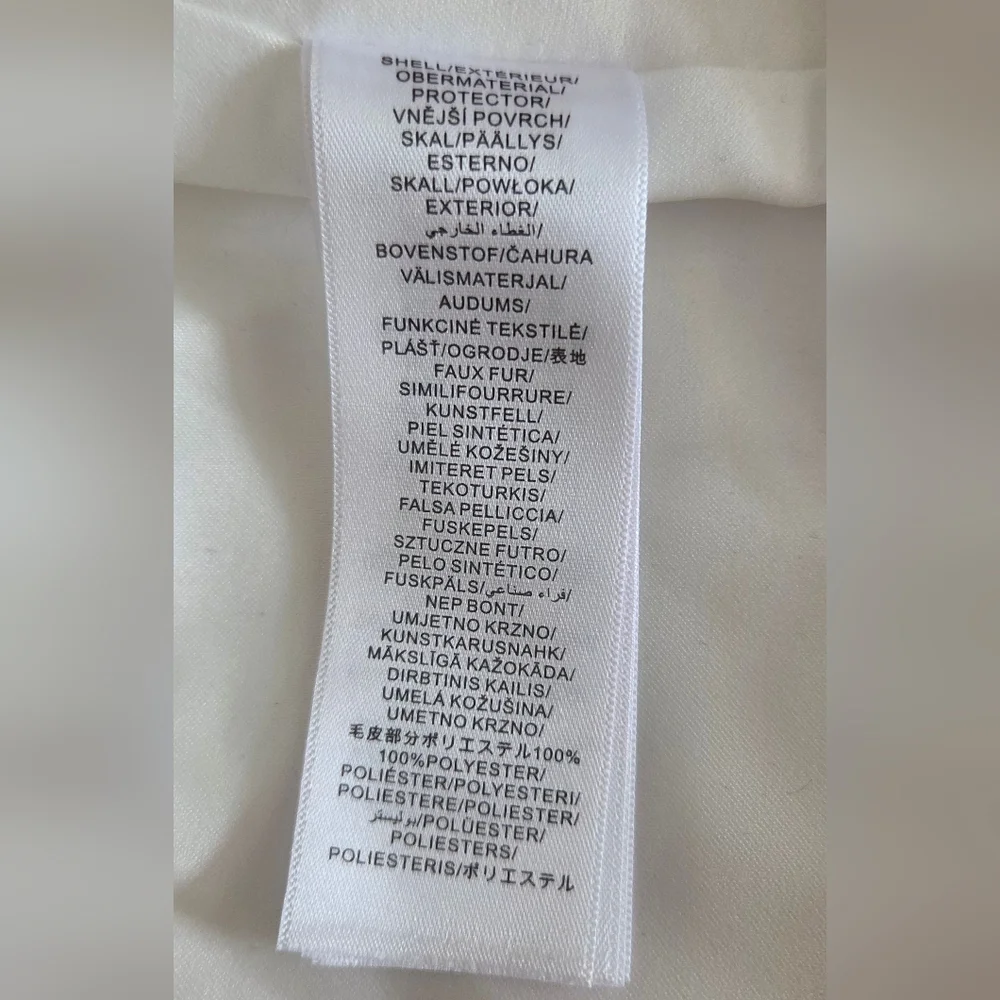 SHELL/EXTÉRIEUR/
OBERMATERIAL/
PROTECTOR/
VNĚJŠÍ POVRCH/
SKAL/PÄÄLLYS/
ESTERNO/
SKALL/POWŁOKA/
EXTERIOR/
الغطاء الخارجي/
BOVENSTOF/ČAHURA
VÄLISMATERJAL/
AUDUMS/
FUNKCINĖ TEKSTILĖ/
PLÁŠŤ/OGRODJE/表地
FAUX FUR/
SIMILIFOURRURE/
KUNSTFELL/
PIEL SINTÉTICA/
UMĚLÉ KOŽEŠINY/
IMITERET PELS/
TEKOTURKIS/
FALSA PELLICCIA/
FUSKEPELS/
SZTUCZNE FUTRO/
PELO SINTÉTICO/
FUSKPÄLS/فراء صناعي/
NEP BONT/
UMJETNO KRZNO/
KUNSTKARUSNAHK/
MĀKSLĪGĀ KAŽOKĀDA/
DIRBTINIS KAILIS/
UMELÁ KOŽUŠINA/
UMETNO KRZNO/
毛皮部分ポリエステル100%
100%POLYESTER/
POLIÉSTER/POLYESTERI/
POLIESTERE/POLIESTER/
بوليستر/POLÜESTER/
POLIESTERS/
POLIESTERIS/ポリエステル